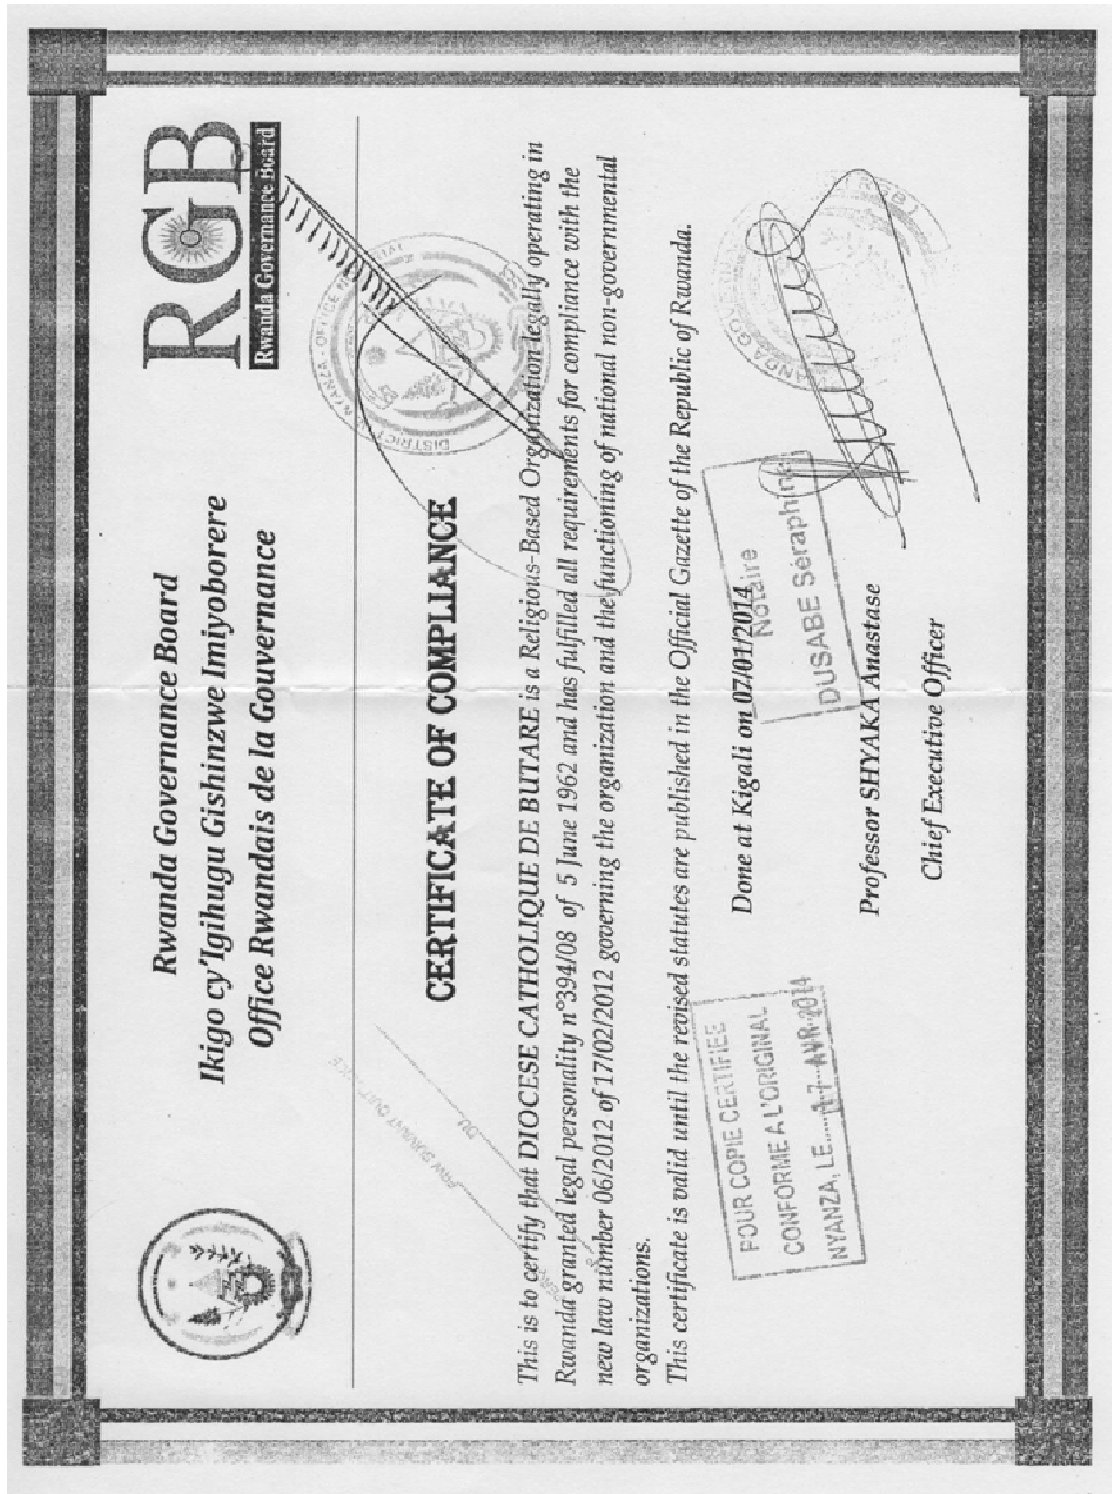 RGB
Rwanda Governance Board
Rwanda Governance Board
Ikigo cy'Igihugu Gishinzwe Imiyoborere
Office Rwandais de la Gouvernance
CERTIFICATE OF COMPLIANCE
This is to certify that DIOCESE CATHOLIQUE DE BUTARE is a Religious-Based Organization legally operating in
Rwanda granted legal personality n°394/08 of 5 June 1962 and has fulfilled all requirements for compliance with the
new law number 06/2012 of 17/02/2012 governing the organization and the functioning of national non-governmental
organizations.
This certificate is valid until the revised statutes are published in the Official Gazette of the Republic of Rwanda.
Done at Kigali on 07/01/2014
Notaire
DUSABE Séraphine
Professor SHYAKA Anastase
Chief Executive Officer
POUR COPIE CERTIFIEE
CONFORME A L'ORIGINAL
NYANZA, LE 17 AVR 2014
DISTRICT NYANZA - OFFICE